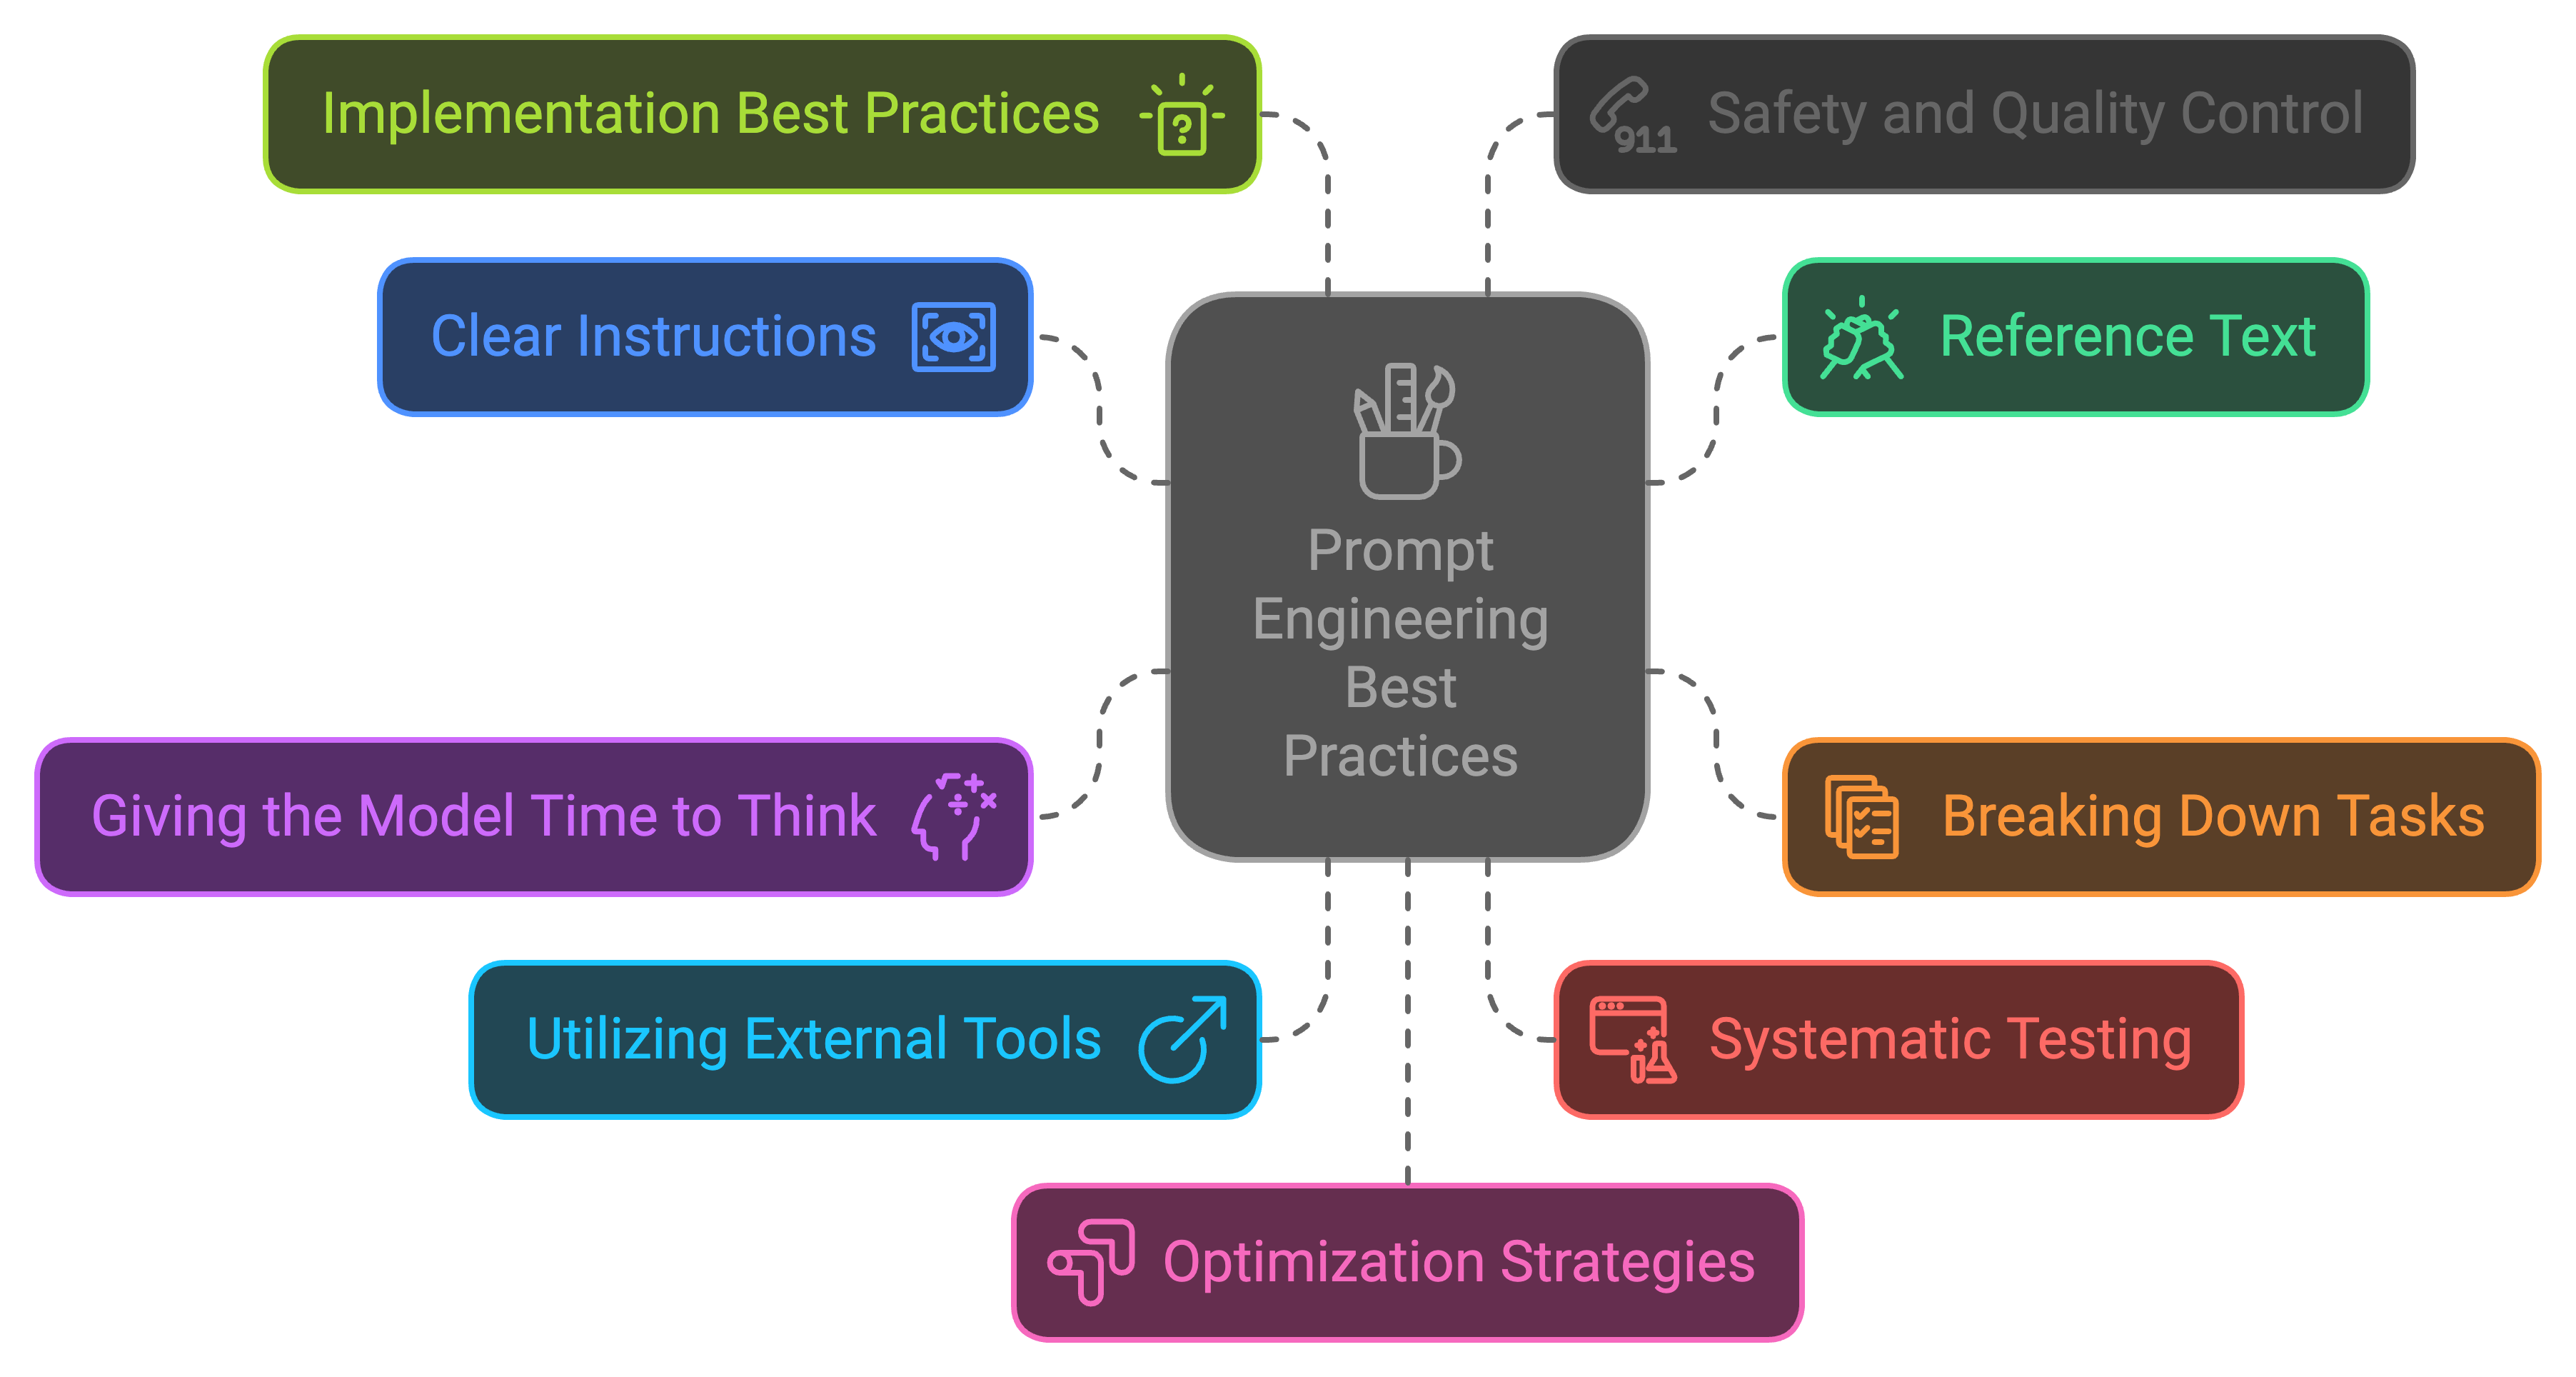 Implementation Best Practices
?
911
Safety and Quality Control
Clear Instructions
Reference Text
Prompt
Engineering
Best
Practices
Giving the Model Time to Think
Breaking Down Tasks
Utilizing External Tools
Systematic Testing
Optimization Strategies